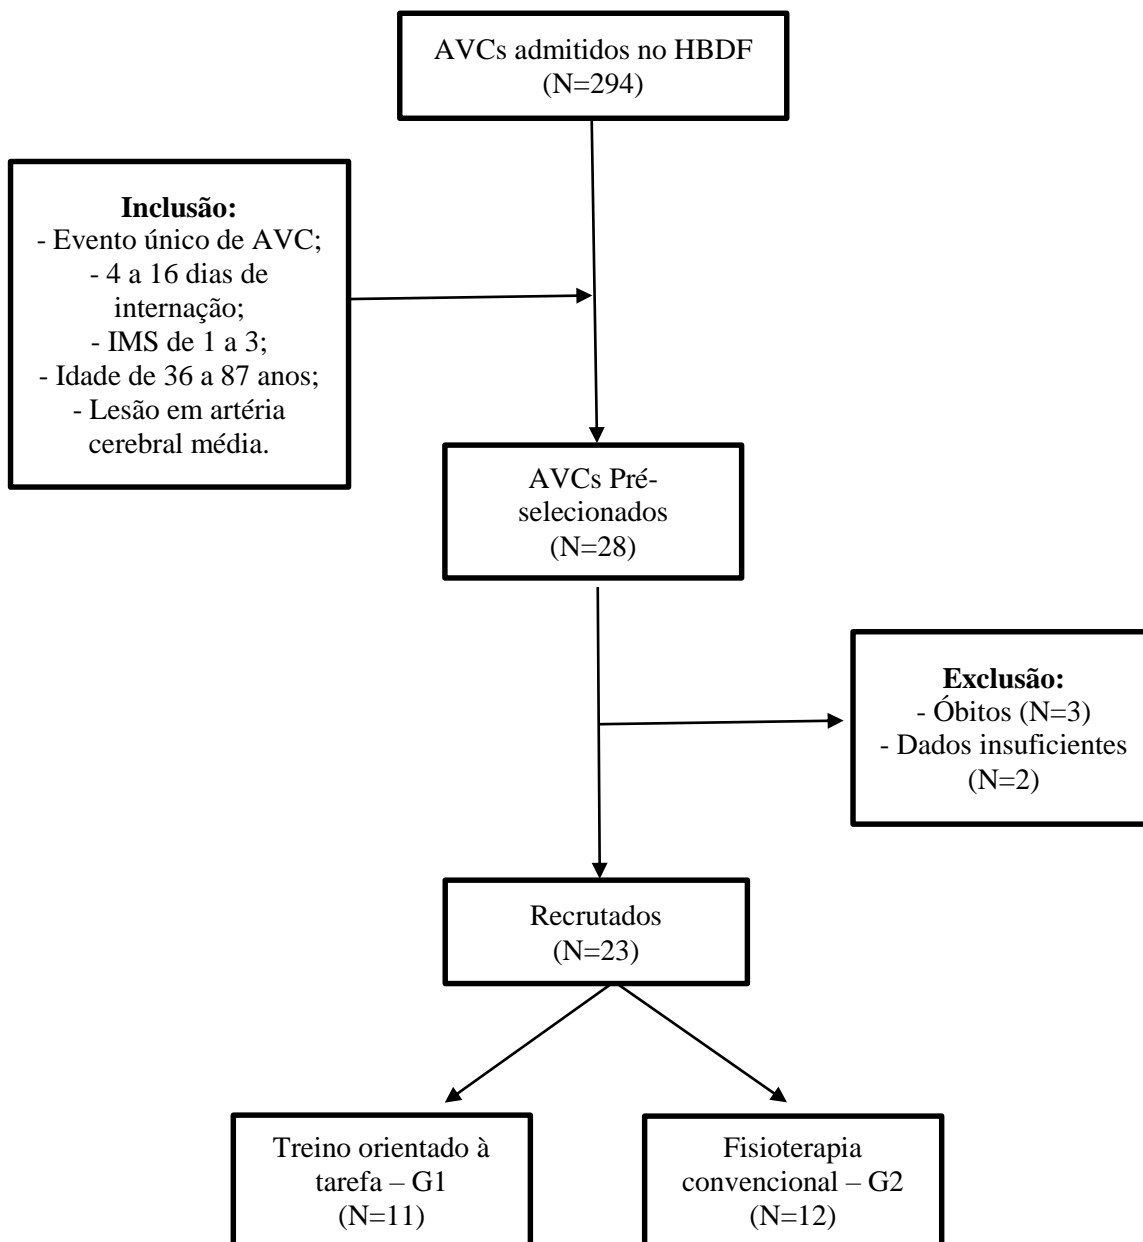 AVCs admitidos no HBDF
(N=294)
Inclusão:
- Evento único de AVC;
- 4 a 16 dias de
internação;
- IMS de 1 a 3;
- Idade de 36 a 87 anos;
- Lesão em artéria
cerebral média.
AVCs Pré-
selecionados
(N=28)
Exclusão:
- Óbitos (N=3)
- Dados insuficientes
(N=2)
Recrutados
(N=23)
Treino orientado à
tarefa – G1
(N=11)
Fisioterapia
convencional – G2
(N=12)